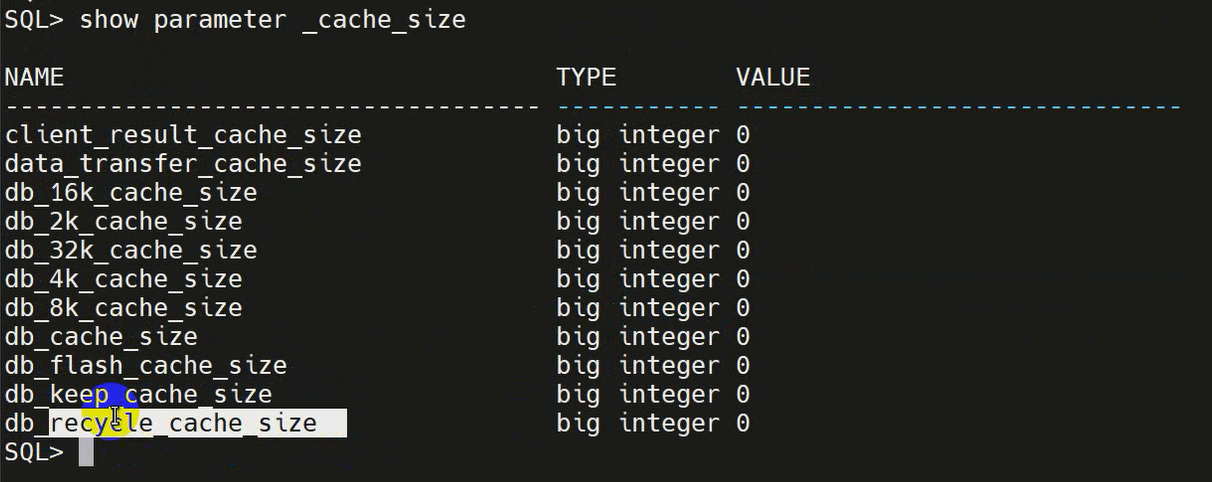 SQL> show parameter _cache_size
NAME TYPE VALUE
------------------------------------ ----------- ------------------------------
client_result_cache_size big integer 0
data_transfer_cache_size big integer 0
db_16k_cache_size big integer 0
db_2k_cache_size big integer 0
db_32k_cache_size big integer 0
db_4k_cache_size big integer 0
db_8k_cache_size big integer 0
db_cache_size big integer 0
db_flash_cache_size big integer 0
db_keep_cache_size big integer 0
db_recycle_cache_size big integer 0
SQL>